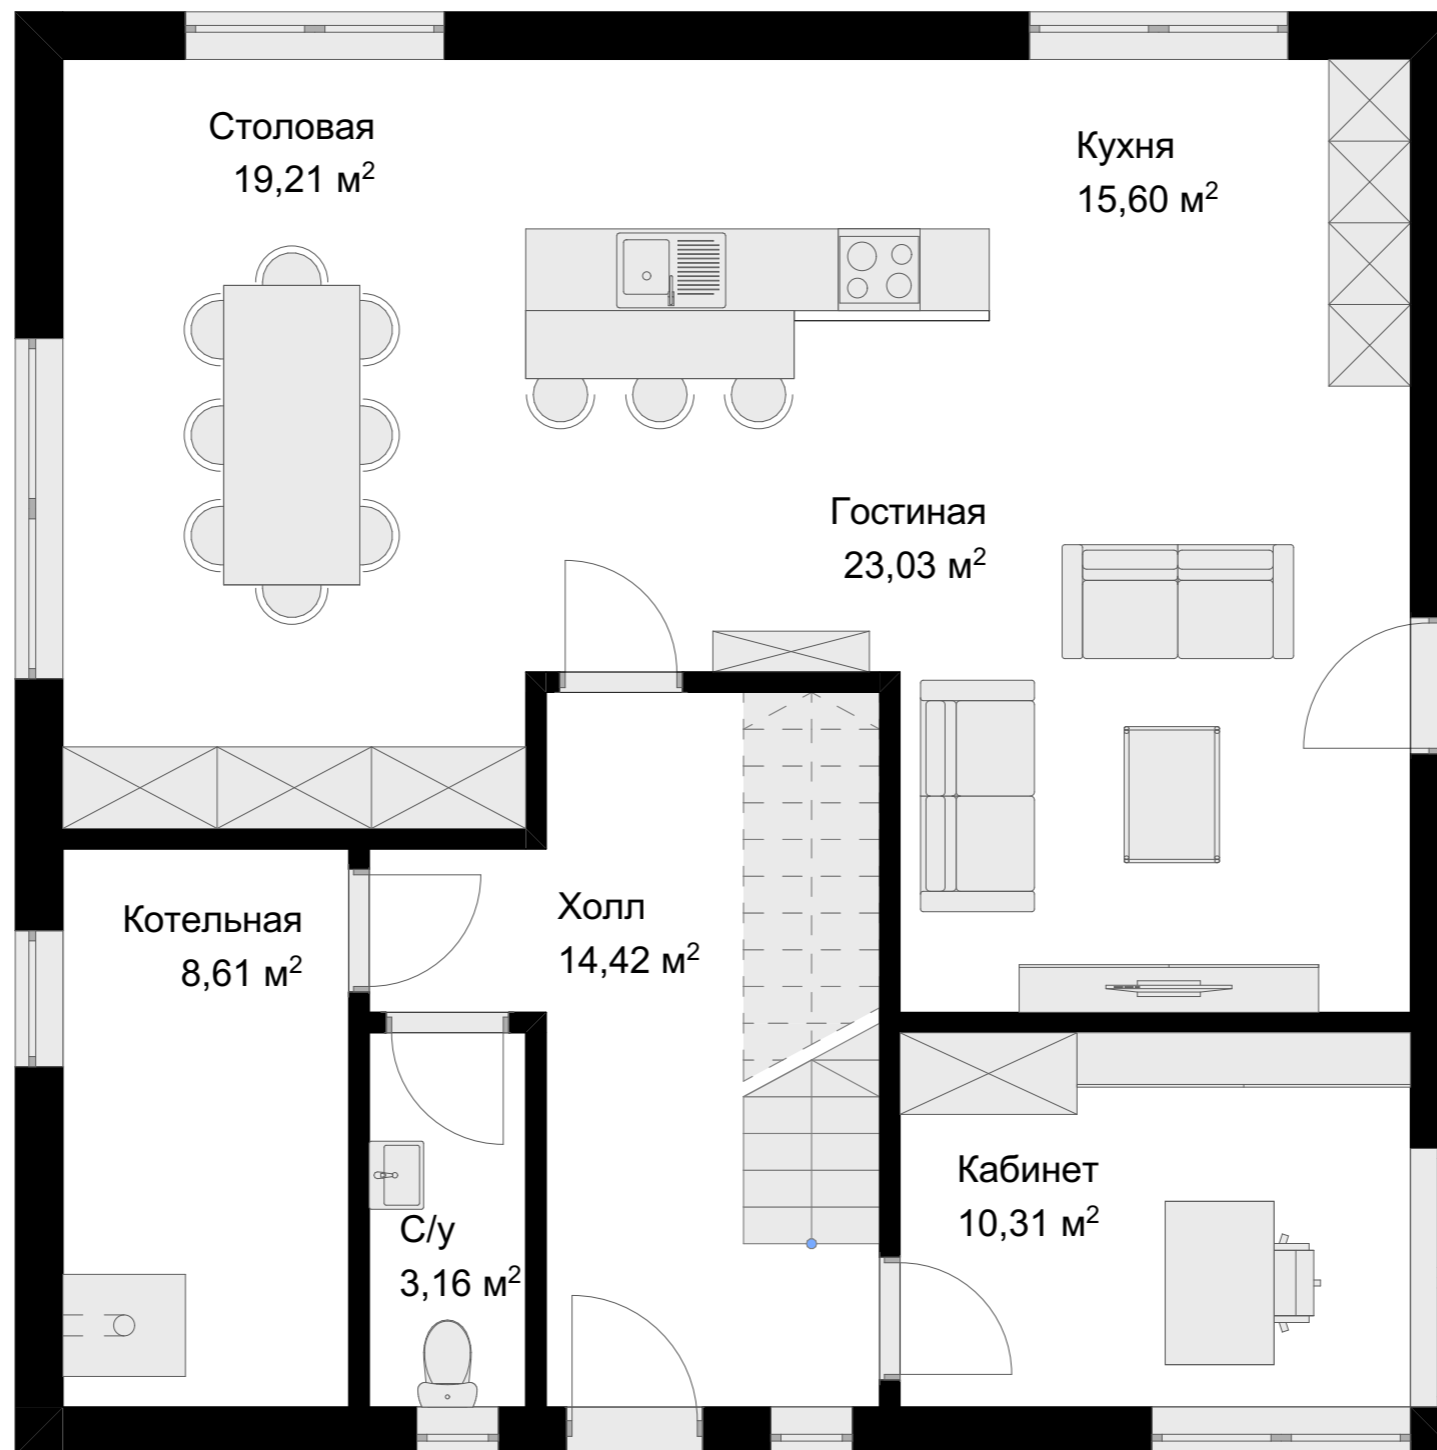 Столовая
19,21 м²
Кухня
15,60 м²
Гостиная
23,03 м²
Холл
14,42 м²
Котельная
8,61 м²
Кабинет
10,31 м²
С/у
3,16 м²